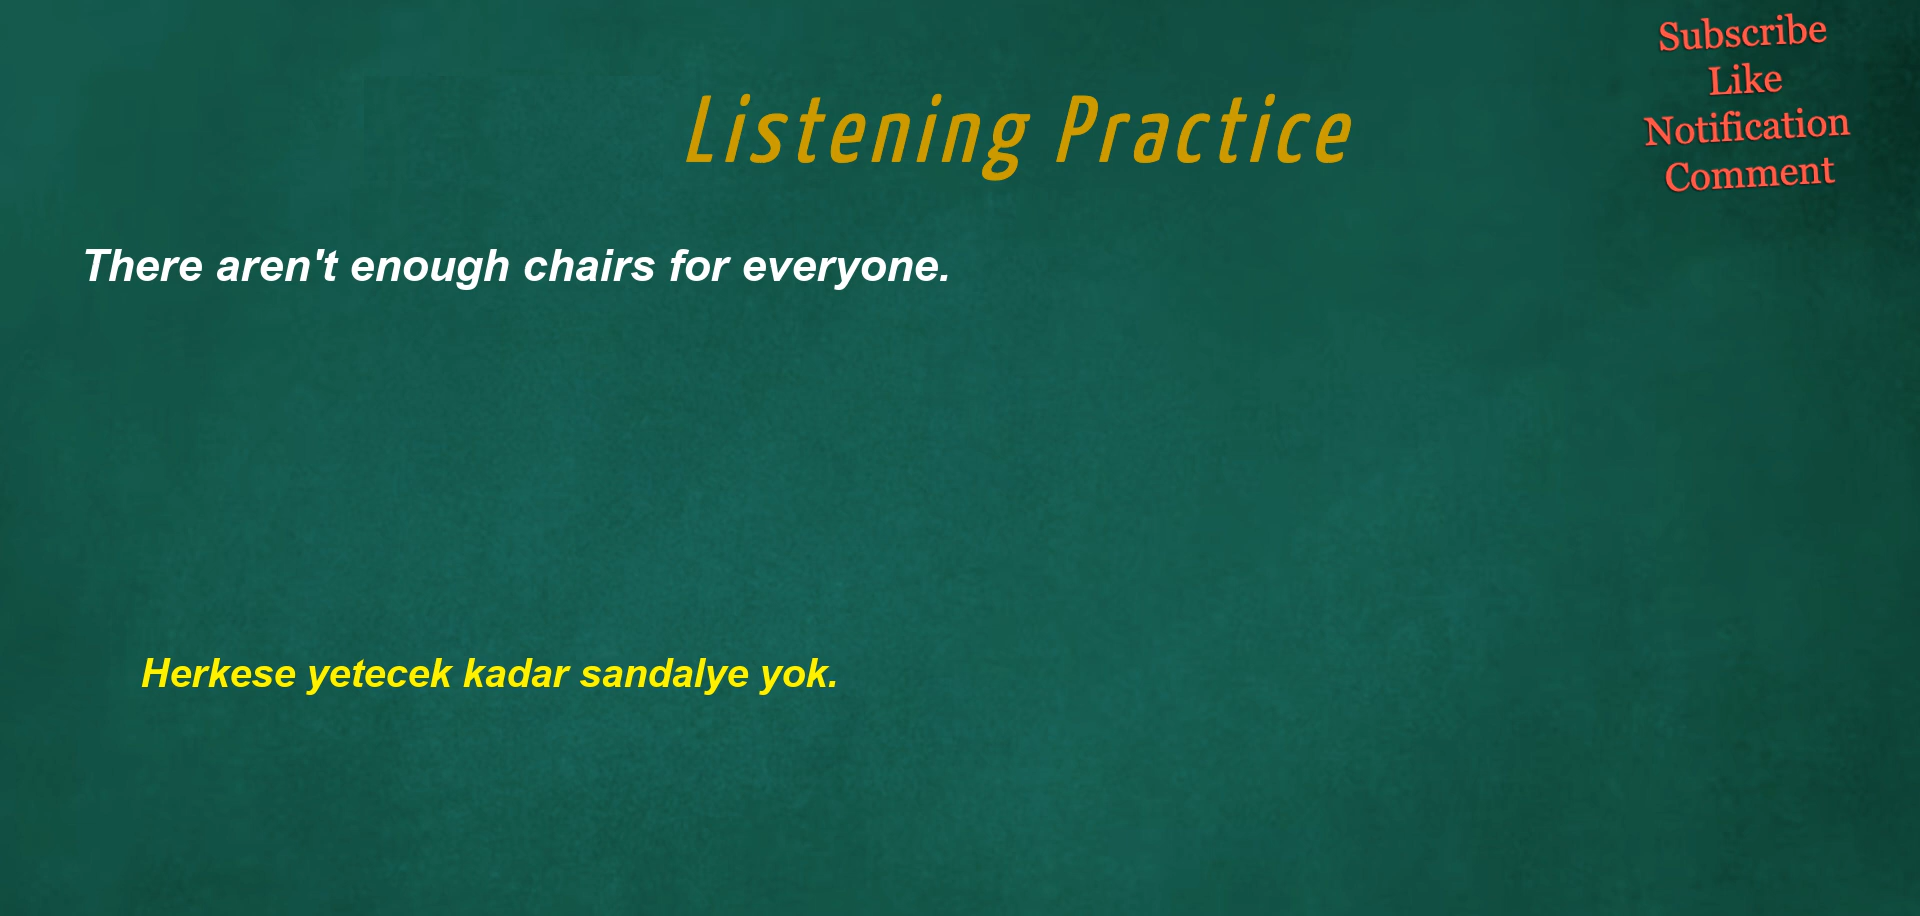 Subscribe
Like
Notification
Comment
Listening Practice
There aren't enough chairs for everyone.
Herkese yetecek kadar sandalye yok.